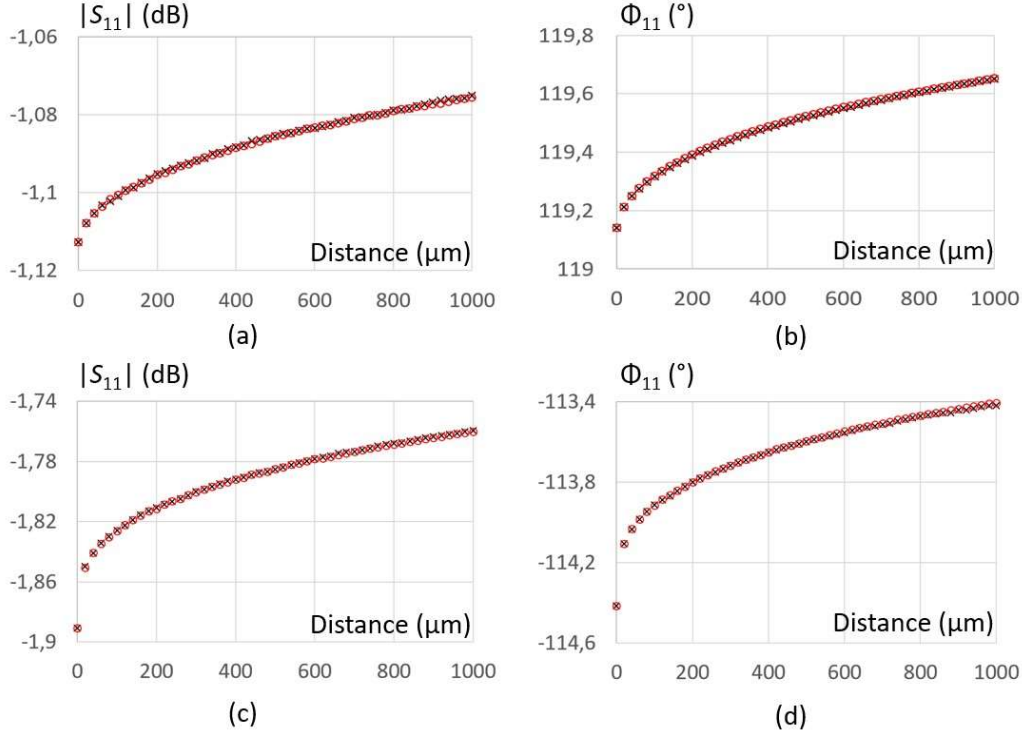 |S₁₁| (dB)
-1,06
-1,08
-1,1
-1,12
Distance (µm)
0 200 400 600 800 1000
(a)
Φ₁₁ (°)
119,8
119,6
119,4
119,2
119
Distance (µm)
0 200 400 600 800 1000
(b)
|S₁₁| (dB)
-1,74
-1,78
-1,82
-1,86
-1,9
Distance (µm)
0 200 400 600 800 1000
(c)
Φ₁₁ (°)
-113,4
-113,8
-114,2
-114,6
Distance (µm)
0 200 400 600 800 1000
(d)